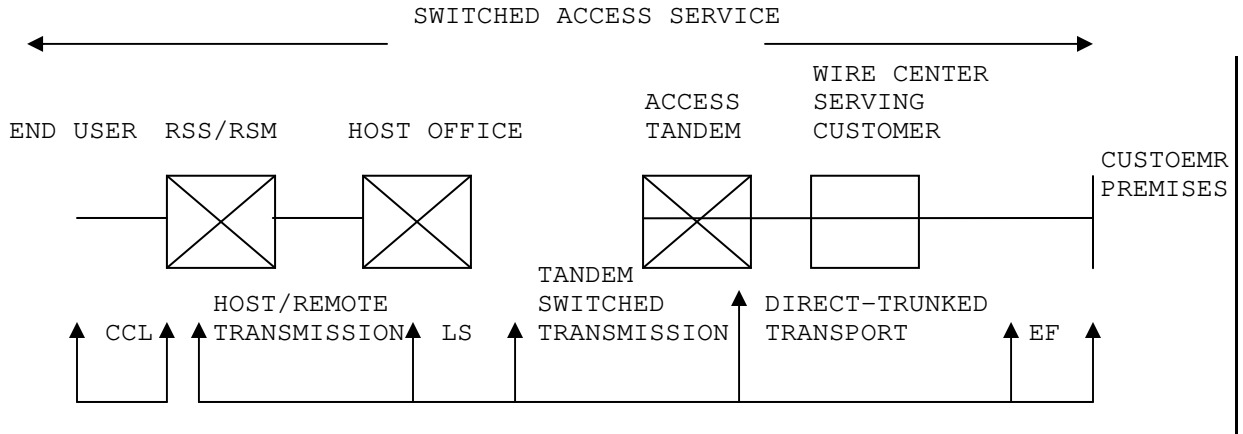 SWITCHED ACCESS SERVICE
WIRE CENTER
ACCESS SERVING
END USER RSS/RSM HOST OFFICE TANDEM CUSTOMER
CUSTOEMR
PREMISES
TANDEM
HOST/REMOTE SWITCHED DIRECT-TRUNKED
CCL TRANSMISSION LS TRANSMISSION TRANSPORT EF